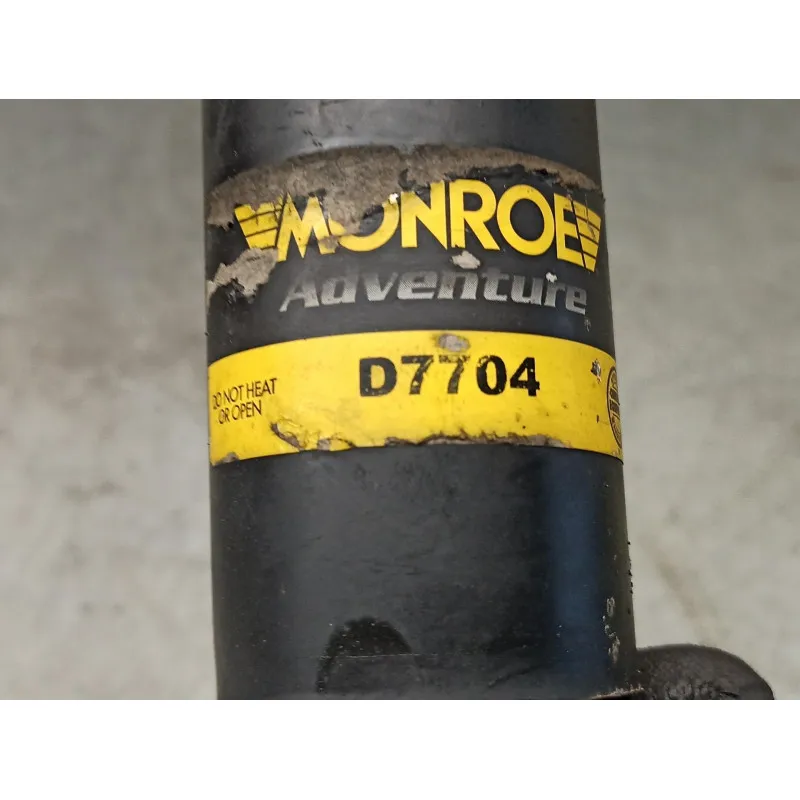 MONROE
Adventure
D7704
DO NOT HEAT
OR OPEN